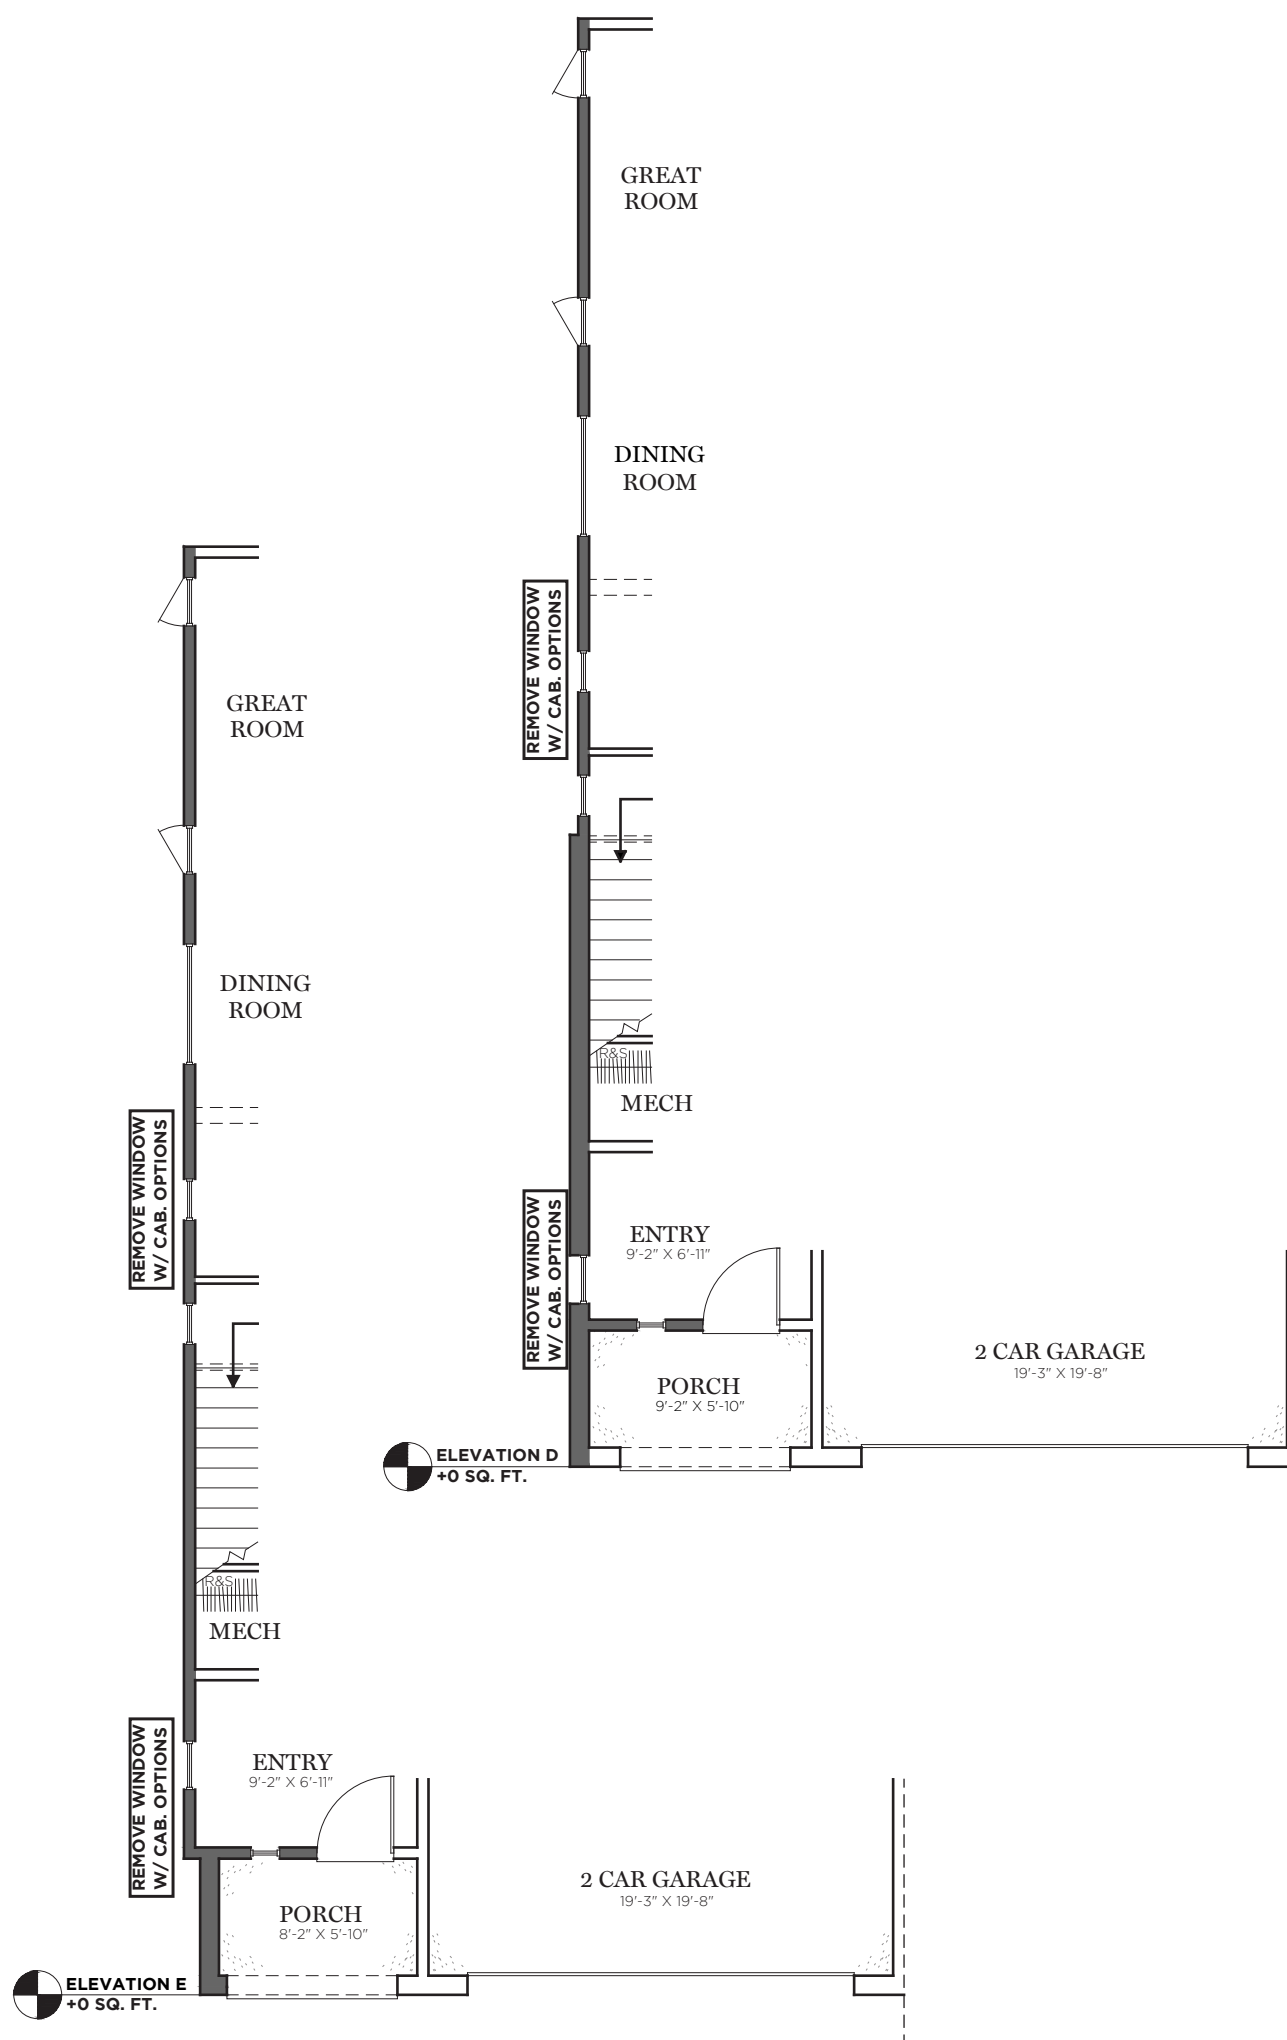 GREAT
ROOM
DINING
ROOM
REMOVE WINDOW
W/ CAB. OPTIONS
R&S
MECH
REMOVE WINDOW
W/ CAB. OPTIONS
ENTRY
9'-2" X 6'-11"
PORCH
9'-2" X 5'-10"
2 CAR GARAGE
19'-3" X 19'-8"
ELEVATION D
+0 SQ. FT.
GREAT
ROOM
DINING
ROOM
REMOVE WINDOW
W/ CAB. OPTIONS
R&S
MECH
REMOVE WINDOW
W/ CAB. OPTIONS
ENTRY
9'-2" X 6'-11"
PORCH
8'-2" X 5'-10"
2 CAR GARAGE
19'-3" X 19'-8"
ELEVATION E
+0 SQ. FT.